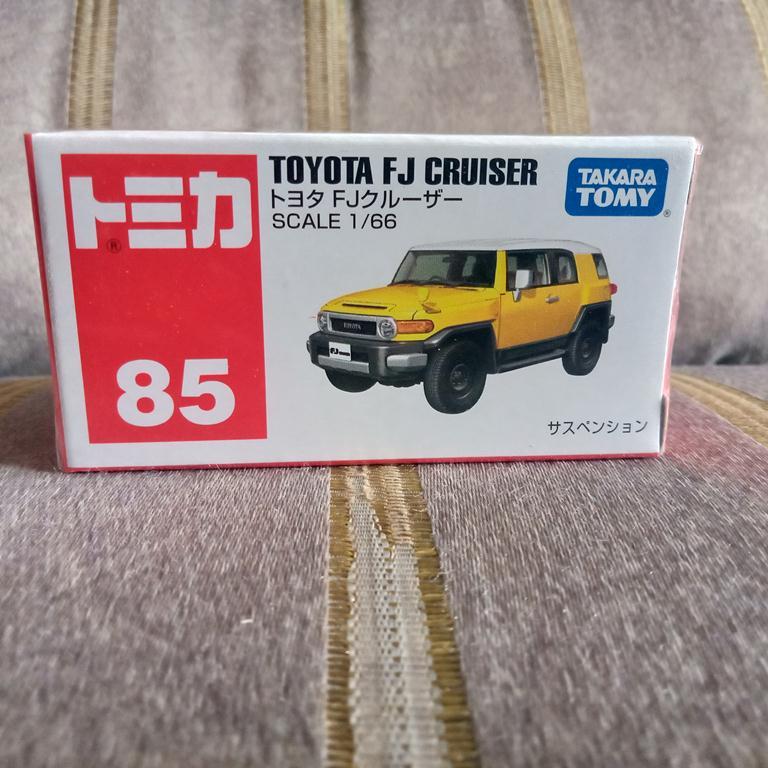 トミカ
®
85
TOYOTA FJ CRUISER
トヨタ FJクルーザー
SCALE 1/66
TAKARA
TOMY
®
TOYOTA
サスペンション